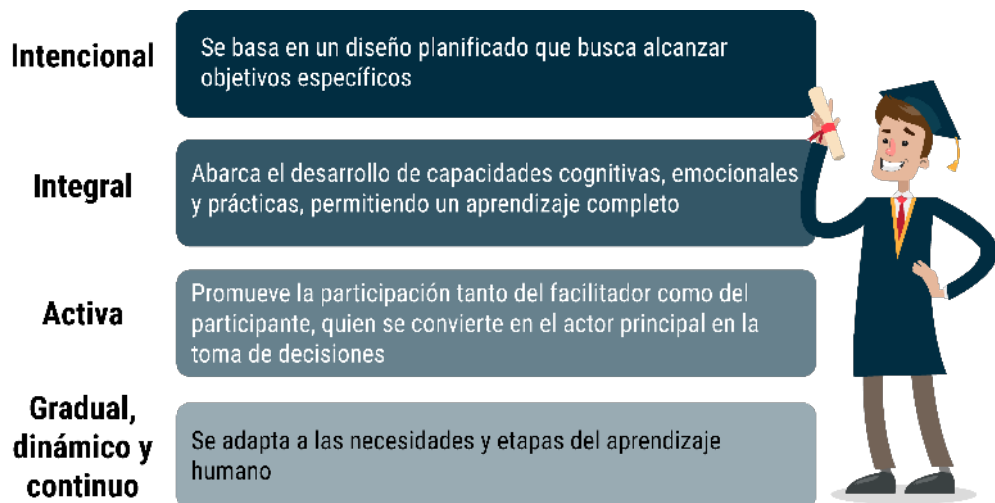 Intencional
Se basa en un diseño planificado que busca alcanzar
objetivos específicos
Integral
Abarca el desarrollo de capacidades cognitivas, emocionales
y prácticas, permitiendo un aprendizaje completo
Activa
Promueve la participación tanto del facilitador como del
participante, quien se convierte en el actor principal en la
toma de decisiones
Gradual,
dinámico y
continuo
Se adapta a las necesidades y etapas del aprendizaje
humano